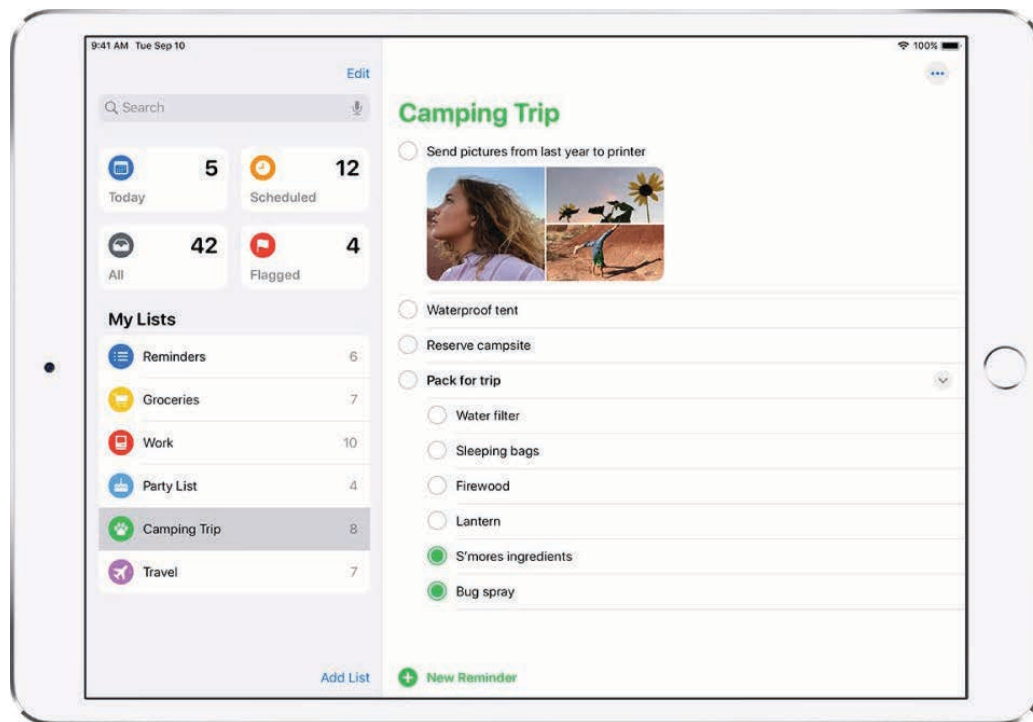 9:41 AM Tue Sep 10
100%
Edit
Search
5
Today
12
Scheduled
42
All
4
Flagged
My Lists
Reminders 6
Groceries 7
Work 10
Party List 4
Camping Trip 8
Travel 7
Add List
Camping Trip
Send pictures from last year to printer
Waterproof tent
Reserve campsite
Pack for trip
Water filter
Sleeping bags
Firewood
Lantern
S'mores ingredients
Bug spray
New Reminder